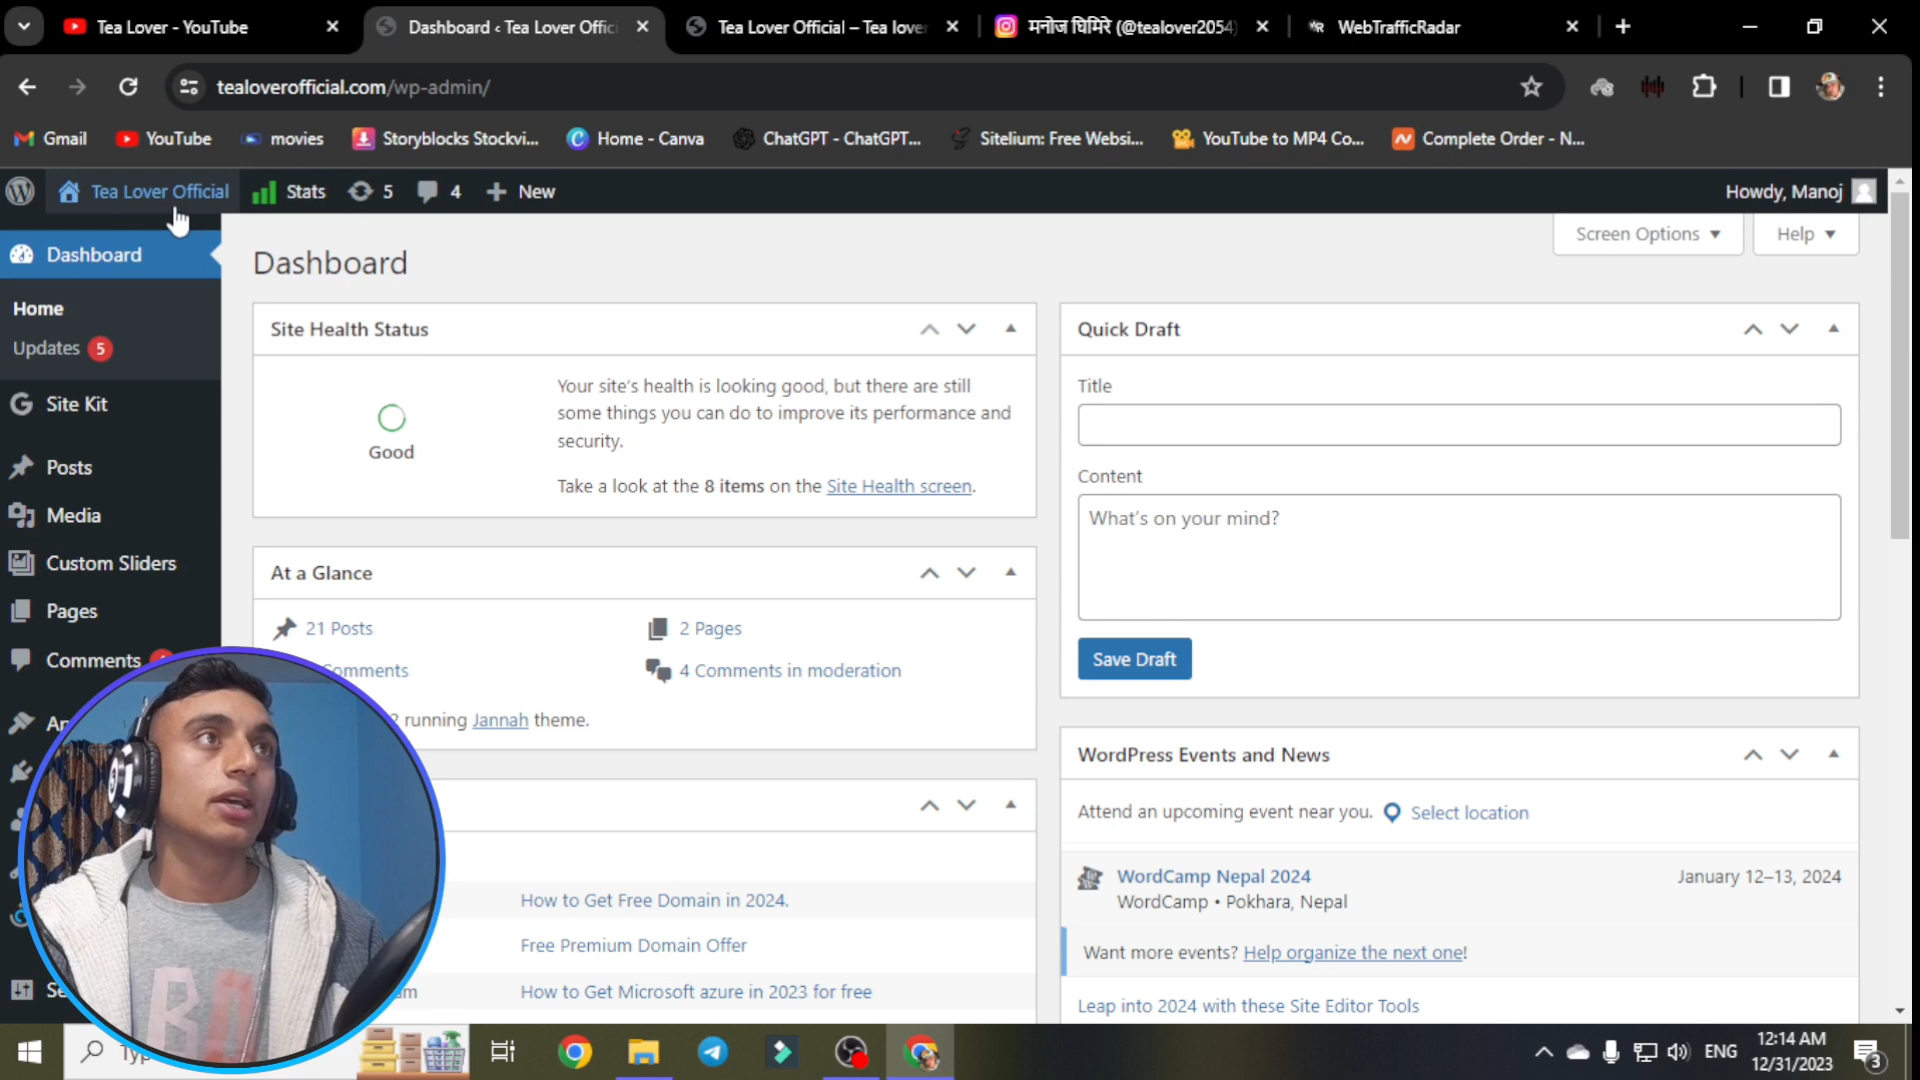 Tea Lover - YouTube
Dashboard ‹ Tea Lover Offic
Tea Lover Official – Tea lover
मनोज घिमिरे (@tealover2054)
WR WebTrafficRadar
tealoverofficial.com/wp-admin/
Gmail
YouTube
movies
Storyblocks Stockvi...
Home - Canva
ChatGPT - ChatGPT...
Sitelium: Free Websi...
YouTube to MP4 Co...
Complete Order - N...
Tea Lover Official
Stats
5
4
New
Howdy, Manoj
Screen Options
Help
Dashboard
Home
Updates 5
Site Kit
Posts
Media
Custom Sliders
Pages
Comments
Dashboard
Site Health Status
Good
Your site's health is looking good, but there are still
some things you can do to improve its performance and
security.
Take a look at the 8 items on the Site Health screen.
At a Glance
21 Posts
2 Pages
Comments
4 Comments in moderation
running Jannah theme.
How to Get Free Domain in 2024.
Free Premium Domain Offer
How to Get Microsoft azure in 2023 for free
Quick Draft
Title
Content
What's on your mind?
Save Draft
WordPress Events and News
Attend an upcoming event near you. Select location
WordCamp Nepal 2024
January 12–13, 2024
WordCamp • Pokhara, Nepal
Want more events? Help organize the next one!
Leap into 2024 with these Site Editor Tools
ENG
12:14 AM
12/31/2023
3